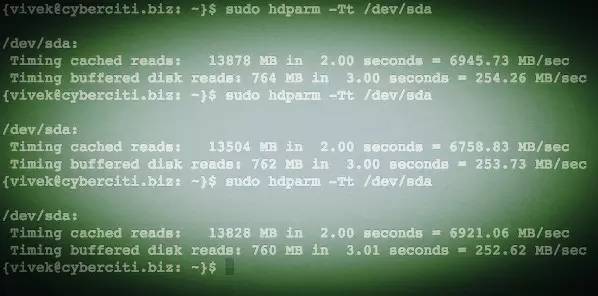 {vivek@cyberciti.biz: ~}$ sudo hdparm -Tt /dev/sda
/dev/sda:
Timing cached reads:   13878 MB in  2.00 seconds = 6945.73 MB/sec
Timing buffered disk reads: 764 MB in  3.00 seconds = 254.26 MB/sec
{vivek@cyberciti.biz: ~}$ sudo hdparm -Tt /dev/sda
/dev/sda:
Timing cached reads:   13504 MB in  2.00 seconds = 6758.83 MB/sec
Timing buffered disk reads: 762 MB in  3.00 seconds = 253.73 MB/sec
{vivek@cyberciti.biz: ~}$ sudo hdparm -Tt /dev/sda
/dev/sda:
Timing cached reads:   13828 MB in  2.00 seconds = 6921.06 MB/sec
Timing buffered disk reads: 760 MB in  3.01 seconds = 252.62 MB/sec
{vivek@cyberciti.biz: ~}$